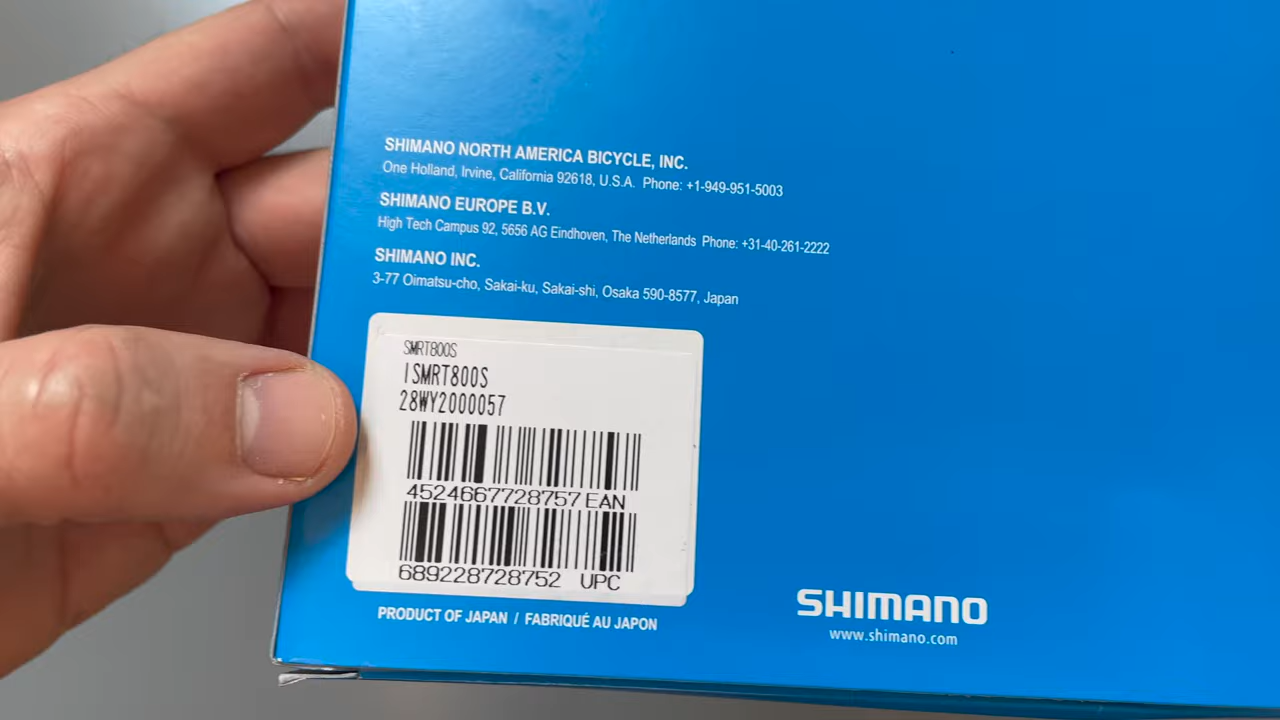 SHIMANO NORTH AMERICA BICYCLE, INC.
One Holland, Irvine, California 92618, U.S.A. Phone: +1-949-951-5003
SHIMANO EUROPE B.V.
High Tech Campus 92, 5656 AG Eindhoven, The Netherlands Phone: +31-40-261-2222
SHIMANO INC.
3-77 Oimatsu-cho, Sakai-ku, Sakai-shi, Osaka 590-8577, Japan
SMRT800S
ISMRT800S
28WY2000057
4524667728757 EAN
689228728752 UPC
PRODUCT OF JAPAN / FABRIQUÉ AU JAPON
SHIMANO
www.shimano.com